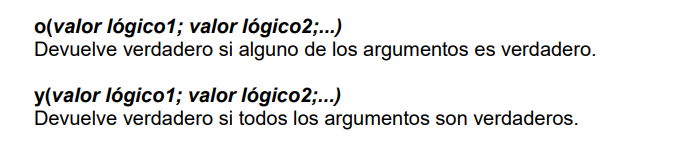 o(valor lógico1; valor lógico2;...)
Devuelve verdadero si alguno de los argumentos es verdadero.
y(valor lógico1; valor lógico2;...)
Devuelve verdadero si todos los argumentos son verdaderos.